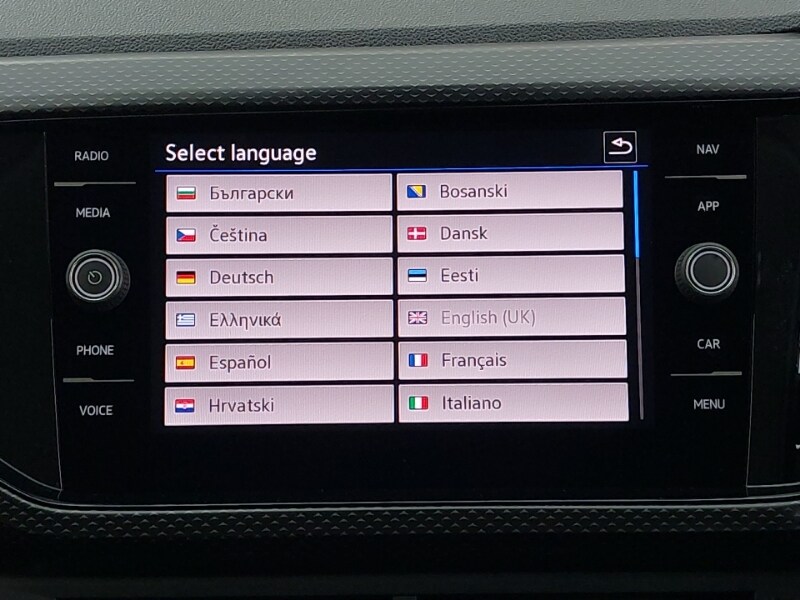 RADIO
MEDIA
PHONE
VOICE
Select language
Български
Bosanski
Čeština
Dansk
Deutsch
Eesti
Ελληνικά
English (UK)
Español
Français
Hrvatski
Italiano
NAV
APP
CAR
MENU